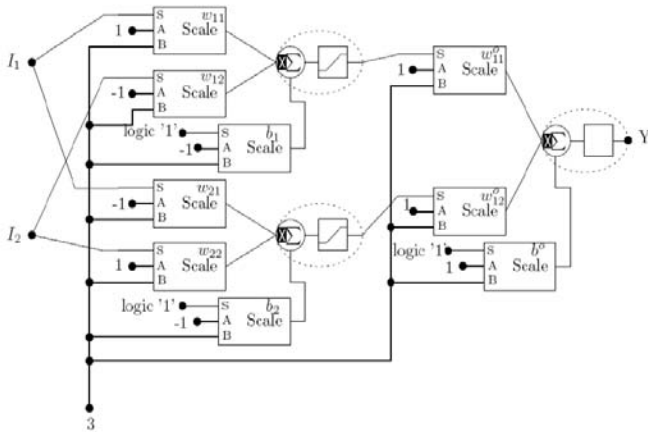 S w₁₁
1 A Scale
B
I₁
S w₁₂
-1 A Scale
B
logic '1' S b₁
-1 A Scale
B
S w₂₁
-1 A Scale
B
I₂
S w₂₂
1 A Scale
B
logic '1' S b₂
-1 A Scale
B
3
Σ
Σ
S wᵒ₁₁
1 A Scale
B
S wᵒ₁₂
1 A Scale
B
logic '1' S bᵒ
1 A Scale
B
Σ
Y